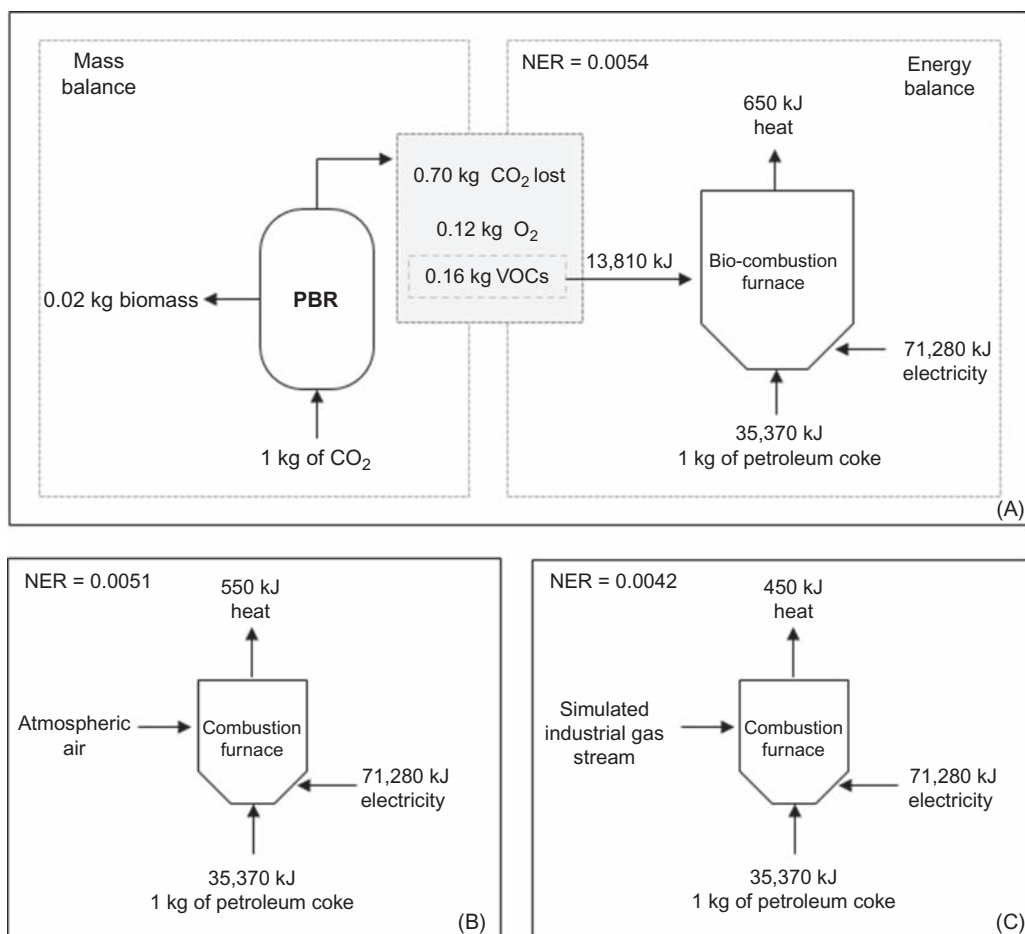 Mass
balance
NER = 0.0054
Energy
balance
650 kJ
heat
0.70 kg CO2 lost
0.12 kg O2
0.16 kg VOCs
13,810 kJ
Bio-combustion
furnace
0.02 kg biomass
PBR
71,280 kJ
electricity
1 kg of CO2
35,370 kJ
1 kg of petroleum coke
(A)
NER = 0.0051
550 kJ
heat
Atmospheric
air
Combustion
furnace
71,280 kJ
electricity
35,370 kJ
1 kg of petroleum coke
(B)
NER = 0.0042
450 kJ
heat
Simulated
industrial gas
stream
Combustion
furnace
71,280 kJ
electricity
35,370 kJ
1 kg of petroleum coke
(C)